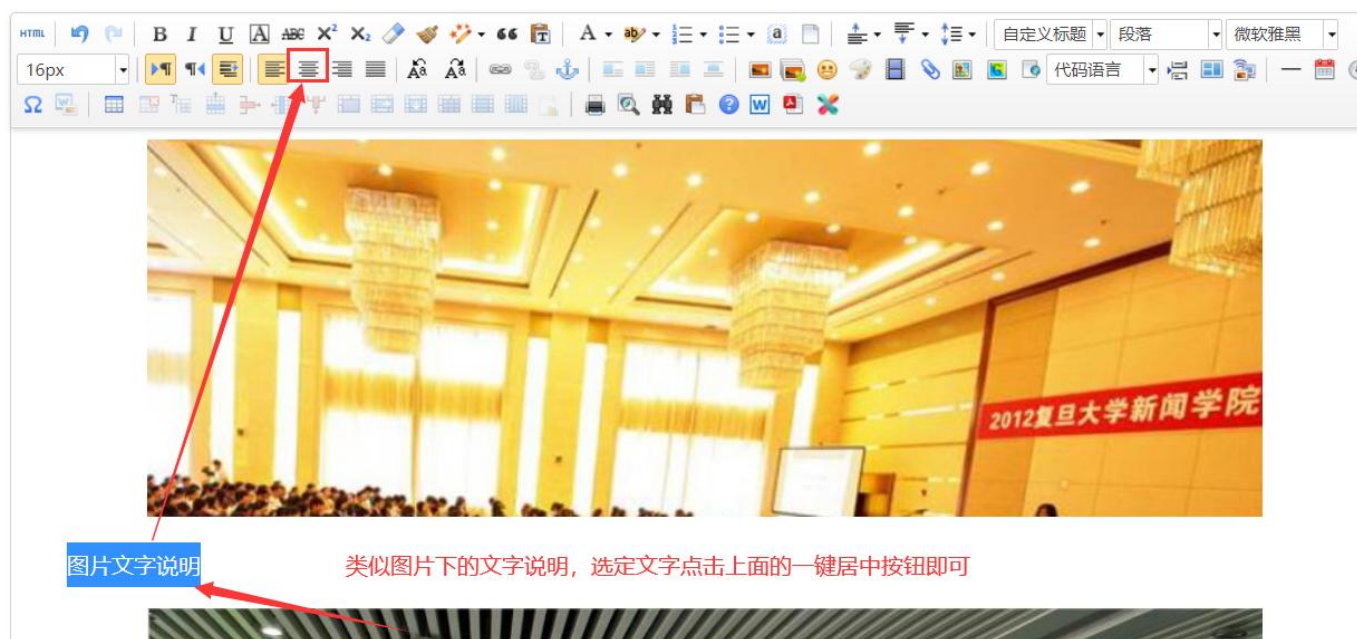 HTML B I U A ABC X² X₂ A ab a 自定义标题 段落 微软雅黑
16px 代码语言
Ω W
2012复旦大学新闻学院
图片文字说明 类似图片下的文字说明，选定文字点击上面的一键居中按钮即可